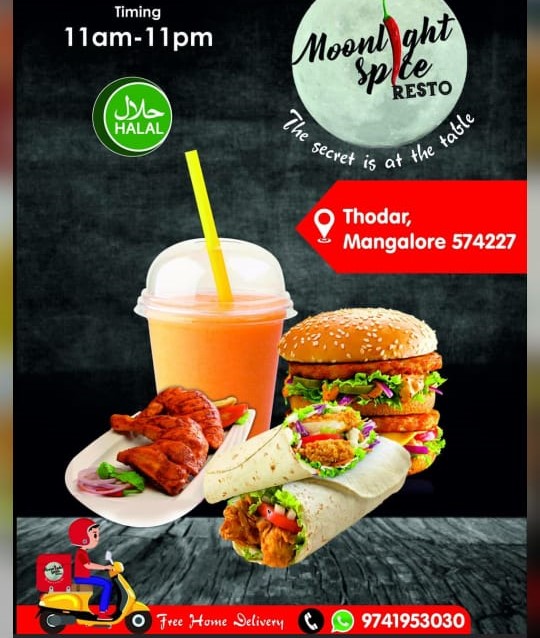 Timing
11am-11pm
Moonlight
Spice
RESTO
The secret is at the table
حلال
HALAL
Thodar,
Mangalore 574227
Free Home Delivery
9741953030